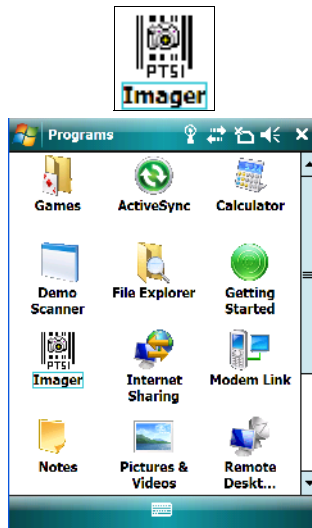 PTSI
Imager
Programs
Games ActiveSync Calculator
Demo Scanner File Explorer Getting Started
PTSI
Imager Internet Sharing Modem Link
Notes Pictures & Videos Remote Deskt...